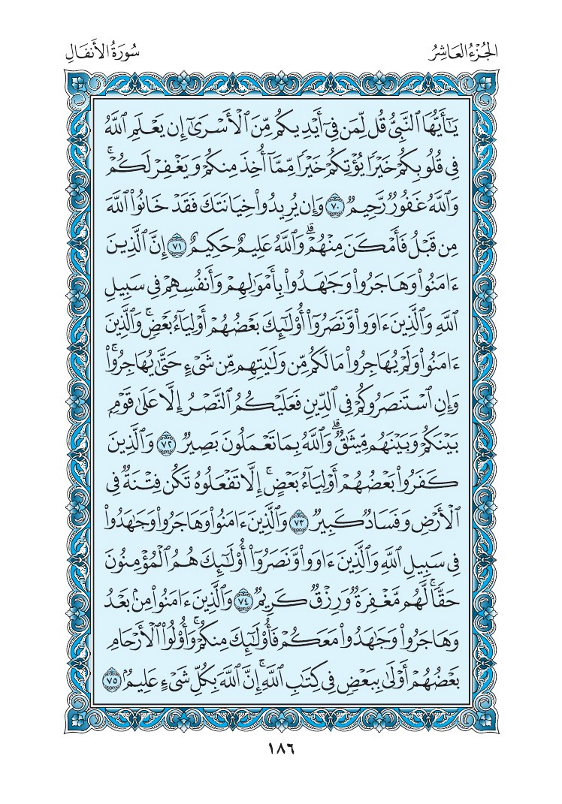 سُورَةُ الأَنفَالِ
الجُزْءُ العَاشِرُ
يَٰٓأَيُّهَا ٱلنَّبِىُّ قُل لِّمَن فِىٓ أَيْدِيكُم مِّنَ ٱلْأَسْرَىٰٓ إِن يَعْلَمِ ٱللَّهُ
فِى قُلُوبِكُمْ خَيْرًا يُؤْتِكُمْ خَيْرًا مِّمَّآ أُخِذَ مِنكُمْ وَيَغْفِرْ لَكُمْۗ
وَٱللَّهُ غَفُورٌ رَّحِيمٌ ٧٠ وَإِن يُرِيدُوا۟ خِيَانَتَكَ فَقَدْ خَانُوا۟ ٱللَّهَ
مِن قَبْلُ فَأَمْكَنَ مِنْهُمْۗ وَٱللَّهُ عَلِيمٌ حَكِيمٌ ٧١ إِنَّ ٱلَّذِينَ
ءَامَنُوا۟ وَهَاجَرُوا۟ وَجَٰهَدُوا۟ بِأَمْوَٰلِهِمْ وَأَنفُسِهِمْ فِى سَبِيلِ
ٱللَّهِ وَٱلَّذِينَ ءَاوَوا۟ وَّنَصَرُوٓا۟ أُو۟لَٰٓئِكَ بَعْضُهُمْ أَوْلِيَآءُ بَعْضٍۚ وَٱلَّذِينَ
ءَامَنُوا۟ وَلَمْ يُهَاجِرُوا۟ مَا لَكُم مِّن وَلَٰيَتِهِم مِّن شَىْءٍ حَتَّىٰ يُهَاجِرُوا۟ۚ
وَإِنِ ٱسْتَنصَرُوكُمْ فِى ٱلدِّينِ فَعَلَيْكُمُ ٱلنَّصْرُ إِلَّا عَلَىٰ قَوْمٍۭ
بَيْنَكُمْ وَبَيْنَهُم مِّيثَٰقٌۗ وَٱللَّهُ بِمَا تَعْمَلُونَ بَصِيرٌ ٧٢ وَٱلَّذِينَ
كَفَرُوا۟ بَعْضُهُمْ أَوْلِيَآءُ بَعْضٍۚ إِلَّا تَفْعَلُوهُ تَكُن فِتْنَةٌ فِى
ٱلْأَرْضِ وَفَسَادٌ كَبِيرٌ ٧٣ وَٱلَّذِينَ ءَامَنُوا۟ وَهَاجَرُوا۟ وَجَٰهَدُوا۟
فِى سَبِيلِ ٱللَّهِ وَٱلَّذِينَ ءَاوَوا۟ وَّنَصَرُوٓا۟ أُو۟لَٰٓئِكَ هُمُ ٱلْمُؤْمِنُونَ
حَقًّاۚ لَّهُم مَّغْفِرَةٌ وَرِزْقٌ كَرِيمٌ ٧٤ وَٱلَّذِينَ ءَامَنُوا۟ مِنۢ بَعْدُ
وَهَاجَرُوا۟ وَجَٰهَدُوا۟ مَعَكُمْ فَأُو۟لَٰٓئِكَ مِنكُمْۚ وَأُو۟لُوا۟ ٱلْأَرْحَامِ
بَعْضُهُمْ أَوْلَىٰ بِبَعْضٍ فِى كِتَٰبِ ٱللَّهِۗ إِنَّ ٱللَّهَ بِكُلِّ شَىْءٍ عَلِيمٌۢ ٧٥
١٨٦